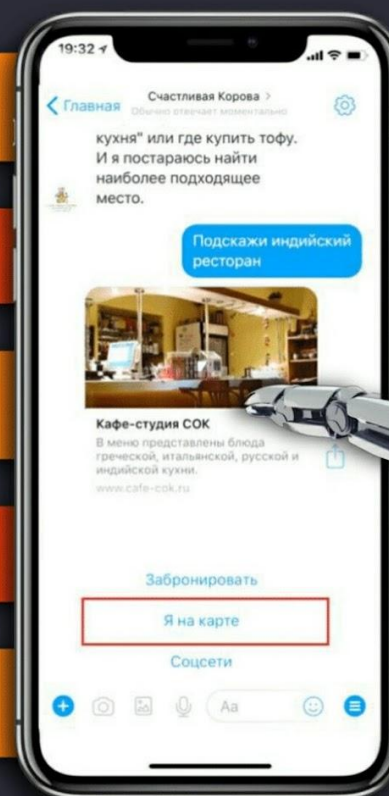 19:32
Главная
Счастливая Корова >
Обычно отвечает моментально
кухня" или где купить тофу.
И я постараюсь найти
наиболее подходящее
место.
Подскажи индийский
ресторан
Кафе-студия СОК
В меню представлены блюда
греческой, итальянской, русской и
индийской кухни.
www.cafe-cok.ru
Забронировать
Я на карте
Соцсети
Aa